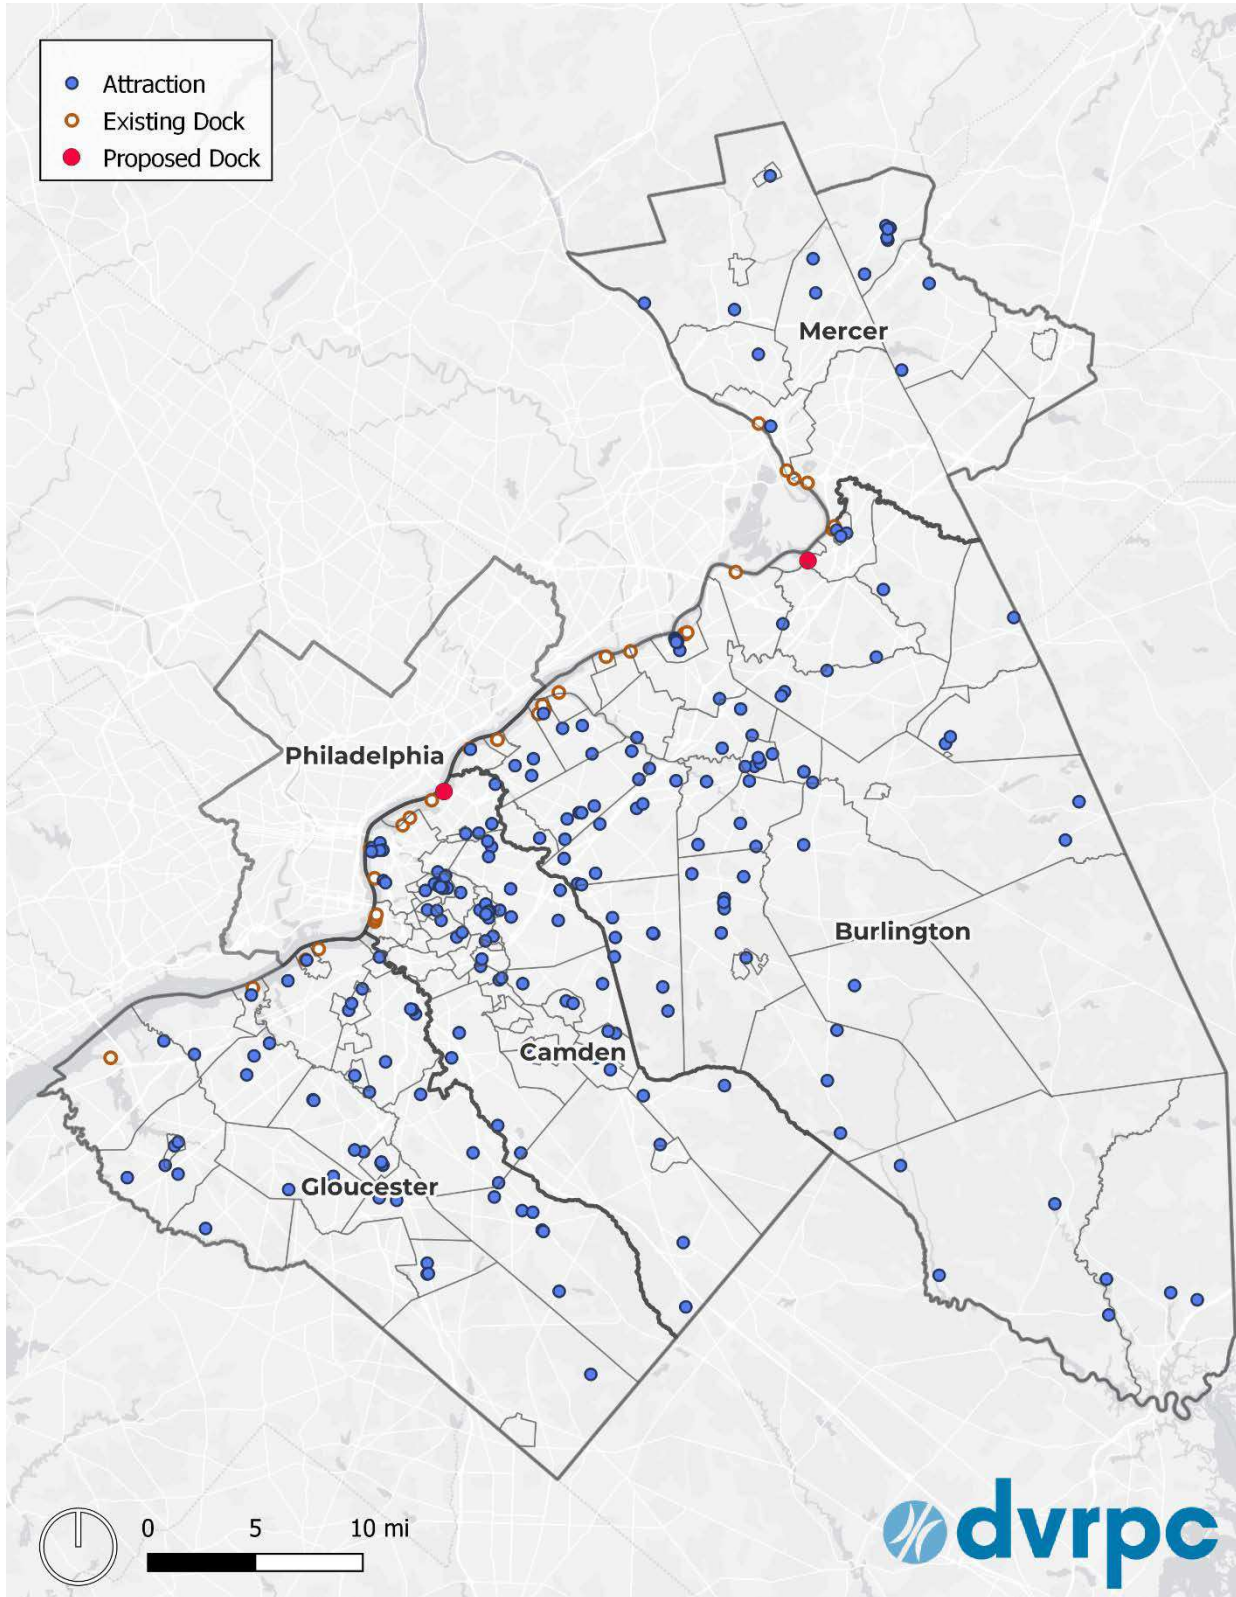 Attraction
Existing Dock
Proposed Dock
Mercer
Philadelphia
Burlington
Camden
Gloucester
0 5 10 mi
dvrpc